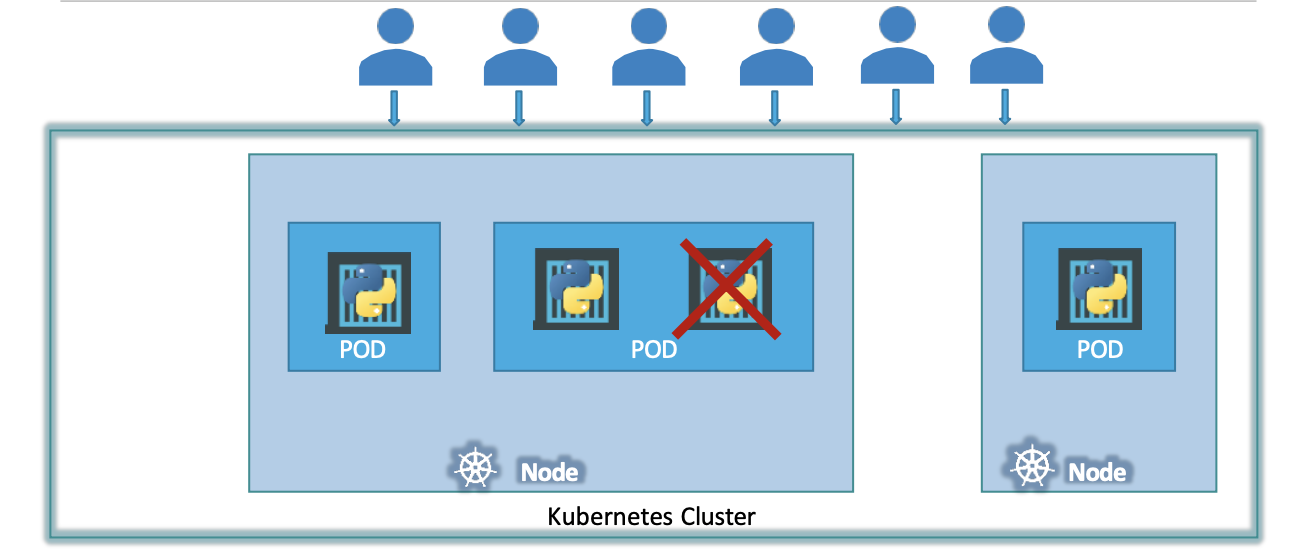 POD
POD
POD
Node
Node
Kubernetes Cluster